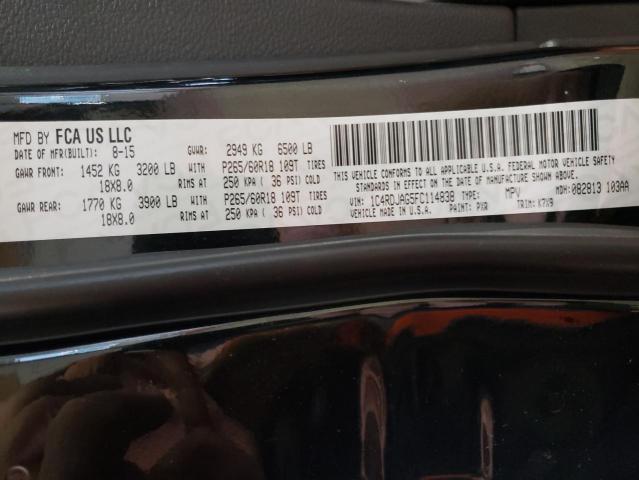 MFD BY FCA US LLC
DATE OF MFR(BUILT): 8-15 GVWR: 2949 KG 6500 LB
GAWR FRONT: 1452 KG 3200 LB WITH P265/60R18 109T TIRES
18X8.0 RIMS AT 250 KPA ( 36 PSI) COLD
GAWR REAR: 1770 KG 3900 LB WITH P265/60R18 109T TIRES
18X8.0 RIMS AT 250 KPA ( 36 PSI) COLD
THIS VEHICLE CONFORMS TO ALL APPLICABLE U.S.A. FEDERAL MOTOR VEHICLE SAFETY
STANDARDS IN EFFECT ON THE DATE OF MANUFACTURE SHOWN ABOVE.
VIN: 1C4RDJAG5FC114838 TYPE: MPV MDH: 082813 103AA
VEHICLE MADE IN U.S.A. PAINT: PXR TRIM: K7X9